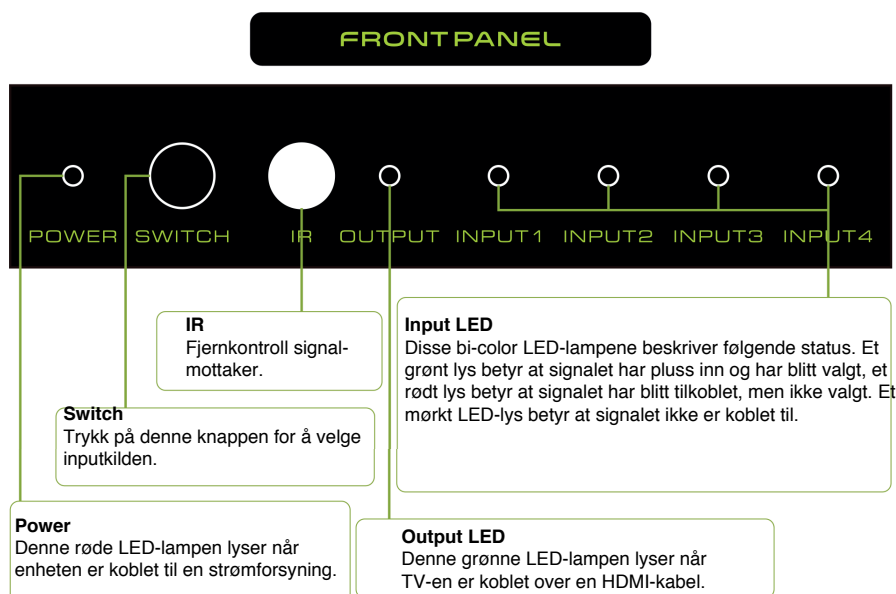 FRONT PANEL
POWER SWITCH IR OUTPUT INPUT1 INPUT2 INPUT3 INPUT4
IR
Fjernkontroll signal-
mottaker.
Input LED
Disse bi-color LED-lampene beskriver følgende status. Et
grønt lys betyr at signalet har pluss inn og har blitt valgt, et
rødt lys betyr at signalet har blitt tilkoblet, men ikke valgt. Et
mørkt LED-lys betyr at signalet ikke er koblet til.
Switch
Trykk på denne knappen for å velge
inputkilden.
Power
Denne røde LED-lampen lyser når
enheten er koblet til en strømforsyning.
Output LED
Denne grønne LED-lampen lyser når
TV-en er koblet over en HDMI-kabel.